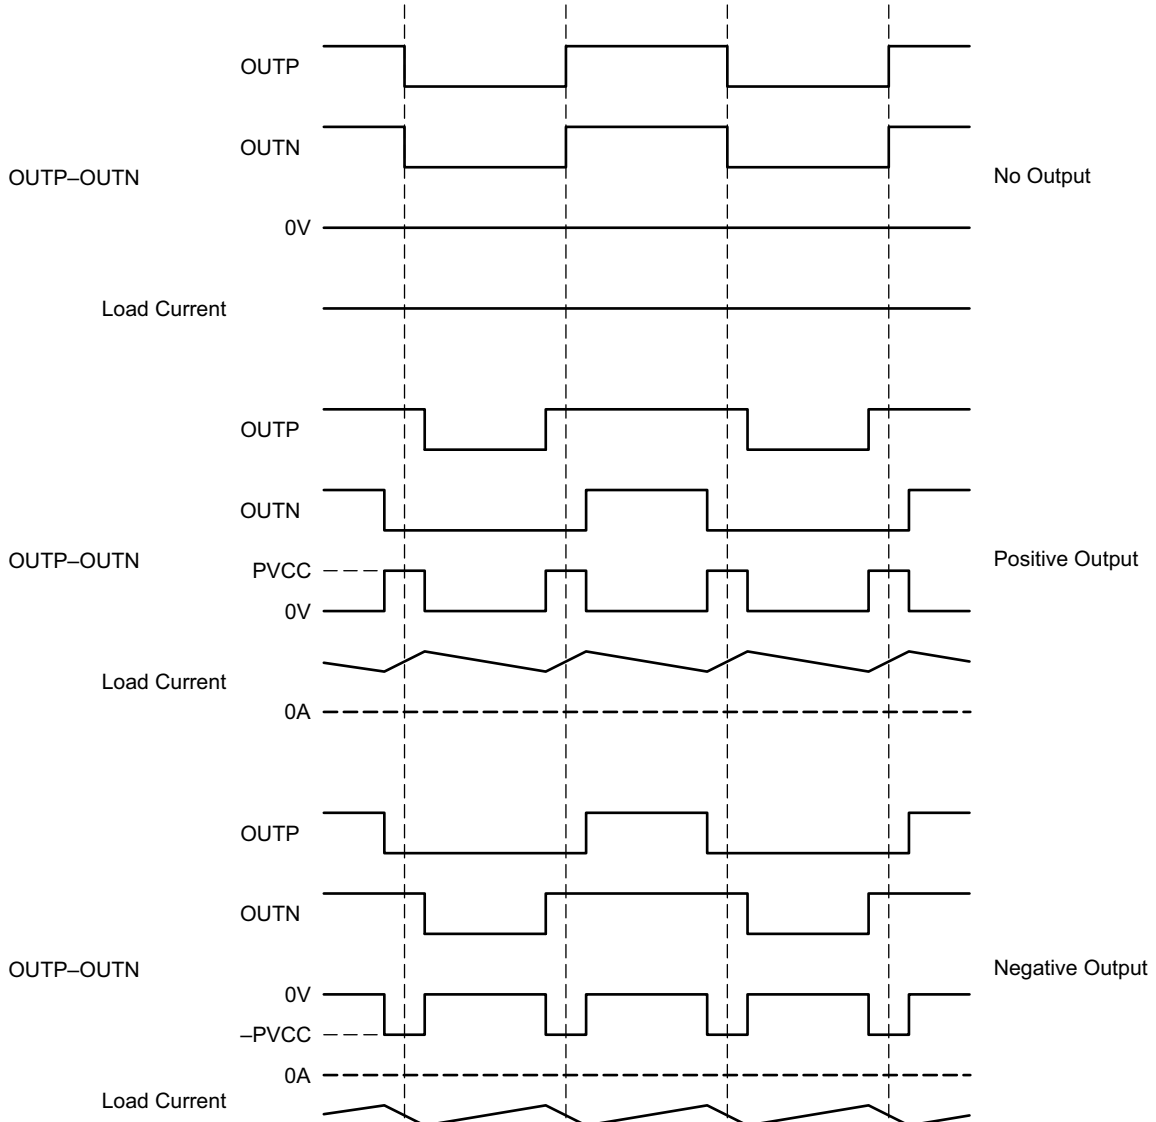 OUTP
OUTN
OUTP–OUTN
No Output
0V
Load Current
OUTP
OUTN
OUTP–OUTN
Positive Output
PVCC
0V
Load Current
0A
OUTP
OUTN
OUTP–OUTN
Negative Output
0V
–PVCC
0A
Load Current